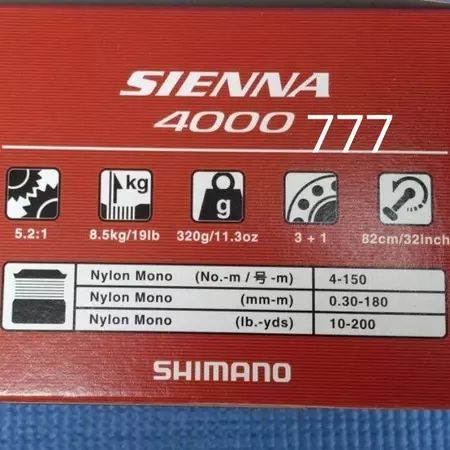 SIENNA
4000 777
kg
g
5.2:1 8.5kg/19lb 320g/11.3oz 3 + 1 82cm/32inch
Nylon Mono (No.-m / 号 -m) 4-150
Nylon Mono (mm-m) 0.30-180
Nylon Mono (lb.-yds) 10-200
SHIMANO